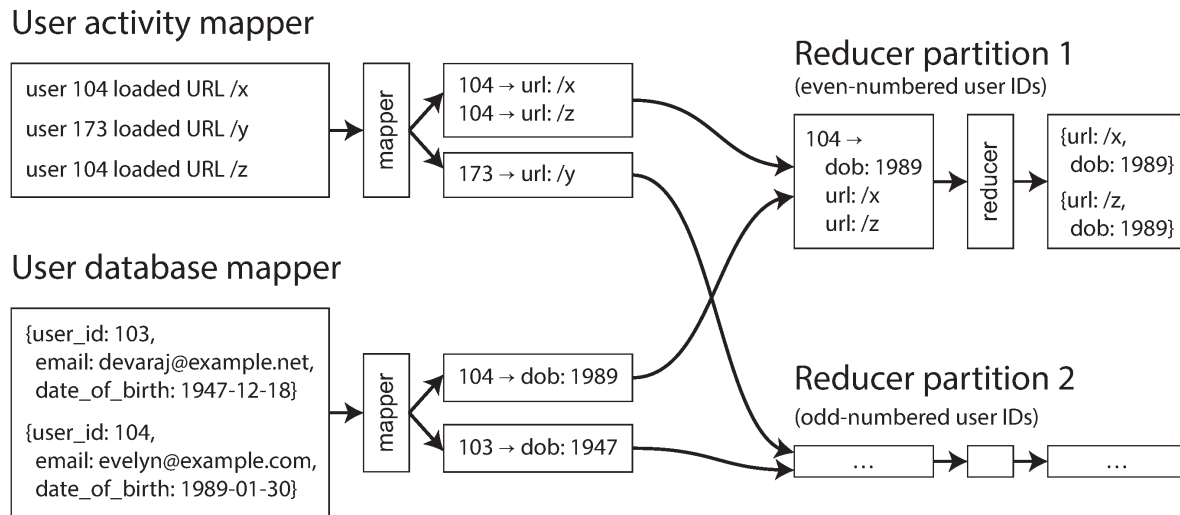 User activity mapper
user 104 loaded URL /x
user 173 loaded URL /y
user 104 loaded URL /z
mapper
104 → url: /x
104 → url: /z
173 → url: /y
Reducer partition 1
(even-numbered user IDs)
104 →
dob: 1989
url: /x
url: /z
reducer
{url: /x,
dob: 1989}
{url: /z,
dob: 1989}
User database mapper
{user_id: 103,
email: devaraj@example.net,
date_of_birth: 1947-12-18}
{user_id: 104,
email: evelyn@example.com,
date_of_birth: 1989-01-30}
mapper
104 → dob: 1989
103 → dob: 1947
Reducer partition 2
(odd-numbered user IDs)
...
...